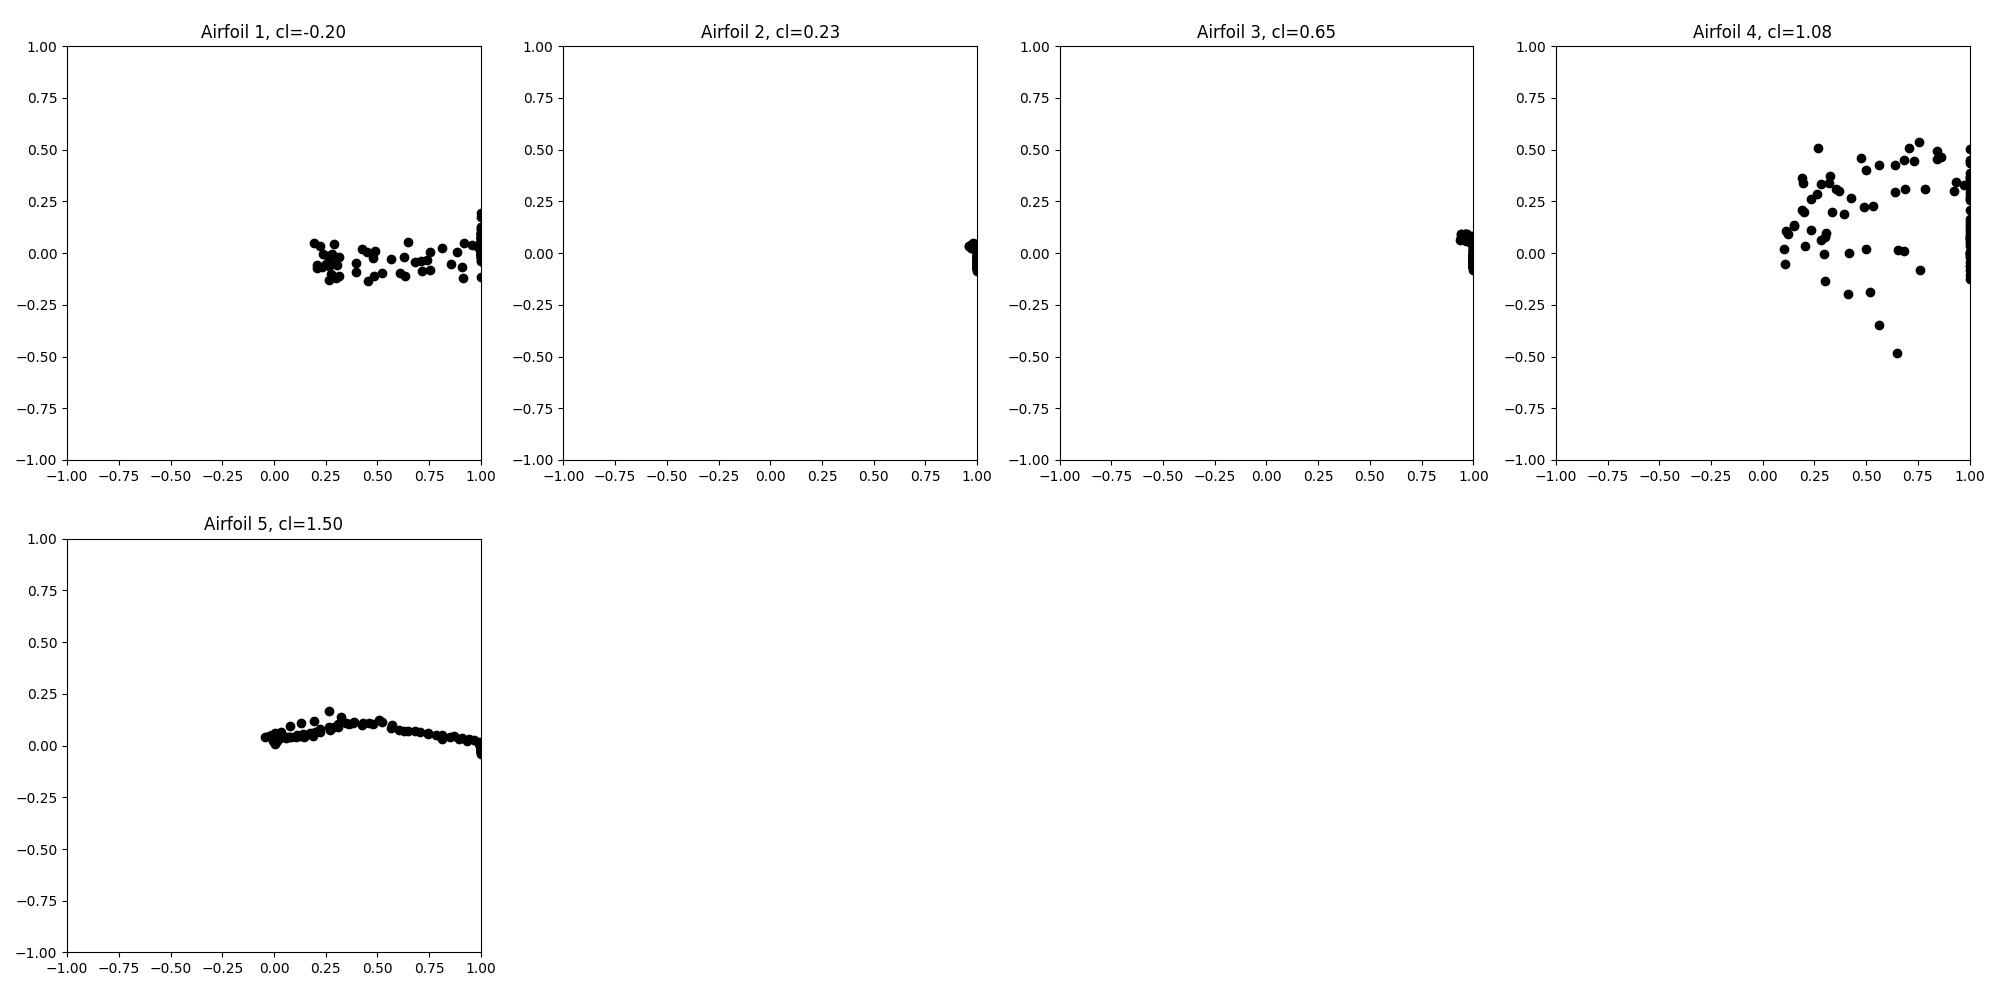 Airfoil 1, cl=-0.20
Airfoil 2, cl=0.23
Airfoil 3, cl=0.65
Airfoil 4, cl=1.08
1.00 1.00 1.00 1.00
0.75 0.75 0.75 0.75
0.50 0.50 0.50 0.50
0.25 0.25 0.25 0.25
0.00 0.00 0.00 0.00
−0.25 −0.25 −0.25 −0.25
−0.50 −0.50 −0.50 −0.50
−0.75 −0.75 −0.75 −0.75
−1.00 −1.00 −1.00 −1.00
−1.00 −0.75 −0.50 −0.25 0.00 0.25 0.50 0.75 1.00
−1.00 −0.75 −0.50 −0.25 0.00 0.25 0.50 0.75 1.00
−1.00 −0.75 −0.50 −0.25 0.00 0.25 0.50 0.75 1.00
−1.00 −0.75 −0.50 −0.25 0.00 0.25 0.50 0.75 1.00
Airfoil 5, cl=1.50
1.00
0.75
0.50
0.25
0.00
−0.25
−0.50
−0.75
−1.00
−1.00 −0.75 −0.50 −0.25 0.00 0.25 0.50 0.75 1.00